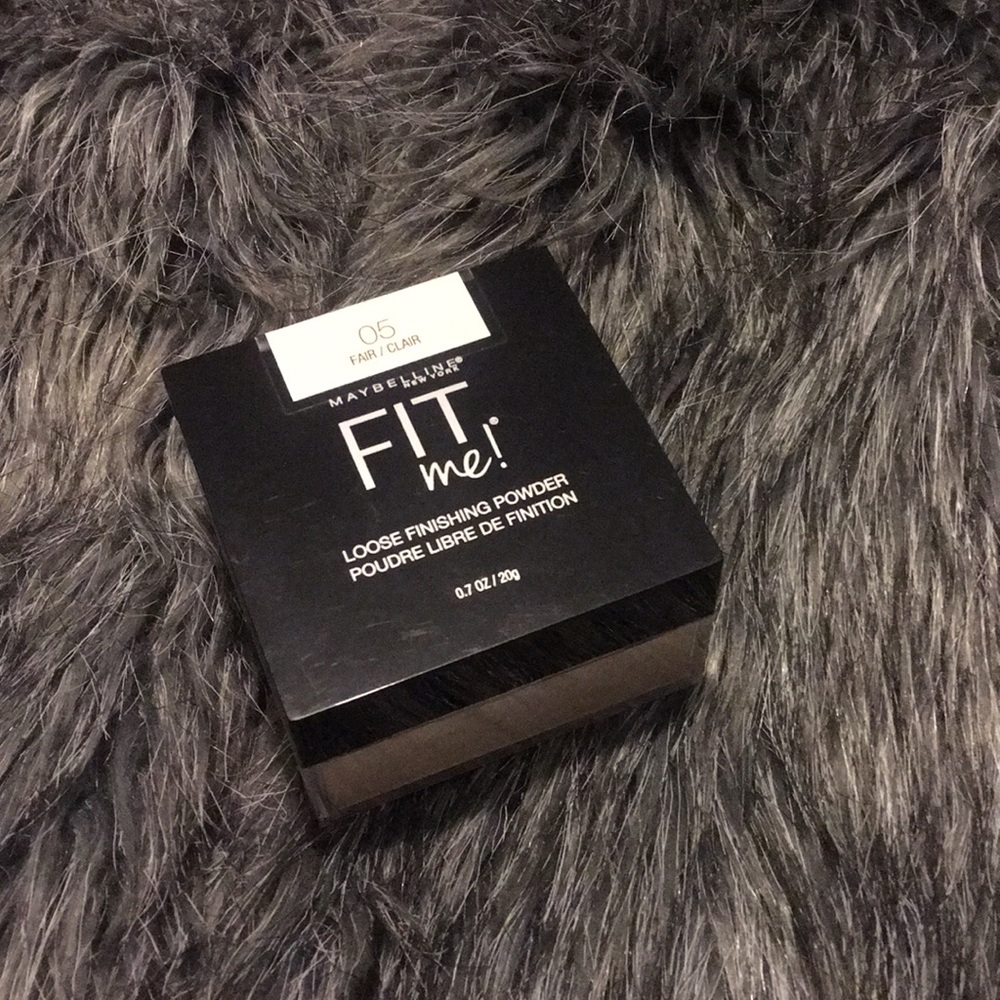 05
FAIR / CLAIR
MAYBELLINE®
NEW YORK
FIT
me!®
LOOSE FINISHING POWDER
POUDRE LIBRE DE FINITION
0.7 OZ / 20g